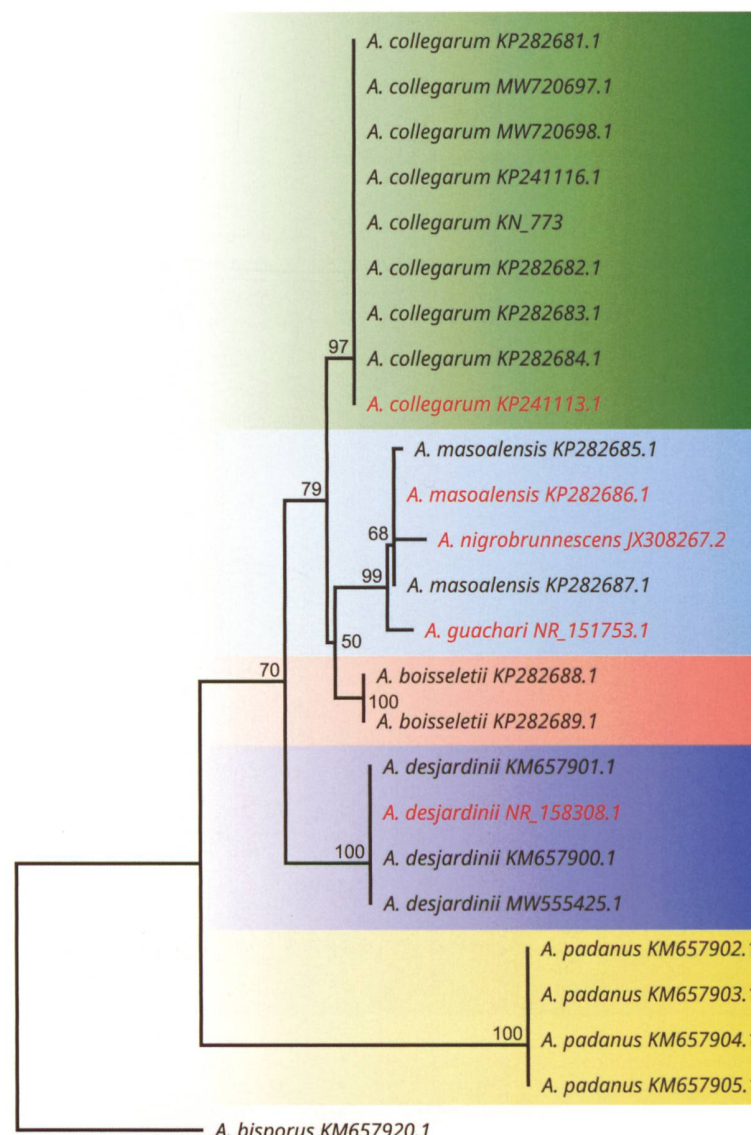 A. collegarum KP282681.1
A. collegarum MW720697.1
A. collegarum MW720698.1
A. collegarum KP241116.1
A. collegarum KN_773
A. collegarum KP282682.1
A. collegarum KP282683.1
97
A. collegarum KP282684.1
A. collegarum KP241113.1
A. masoalensis KP282685.1
79
A. masoalensis KP282686.1
68
A. nigrobrunnescens JX308267.2
99
A. masoalensis KP282687.1
A. guachari NR_151753.1
50
70
A. boisseletii KP282688.1
100
A. boisseletii KP282689.1
A. desjardinii KM657901.1
A. desjardinii NR_158308.1
100
A. desjardinii KM657900.1
A. desjardinii MW555425.1
A. padanus KM657902.1
A. padanus KM657903.1
100
A. padanus KM657904.1
A. padanus KM657905.1
A. bisporus KM657920.1